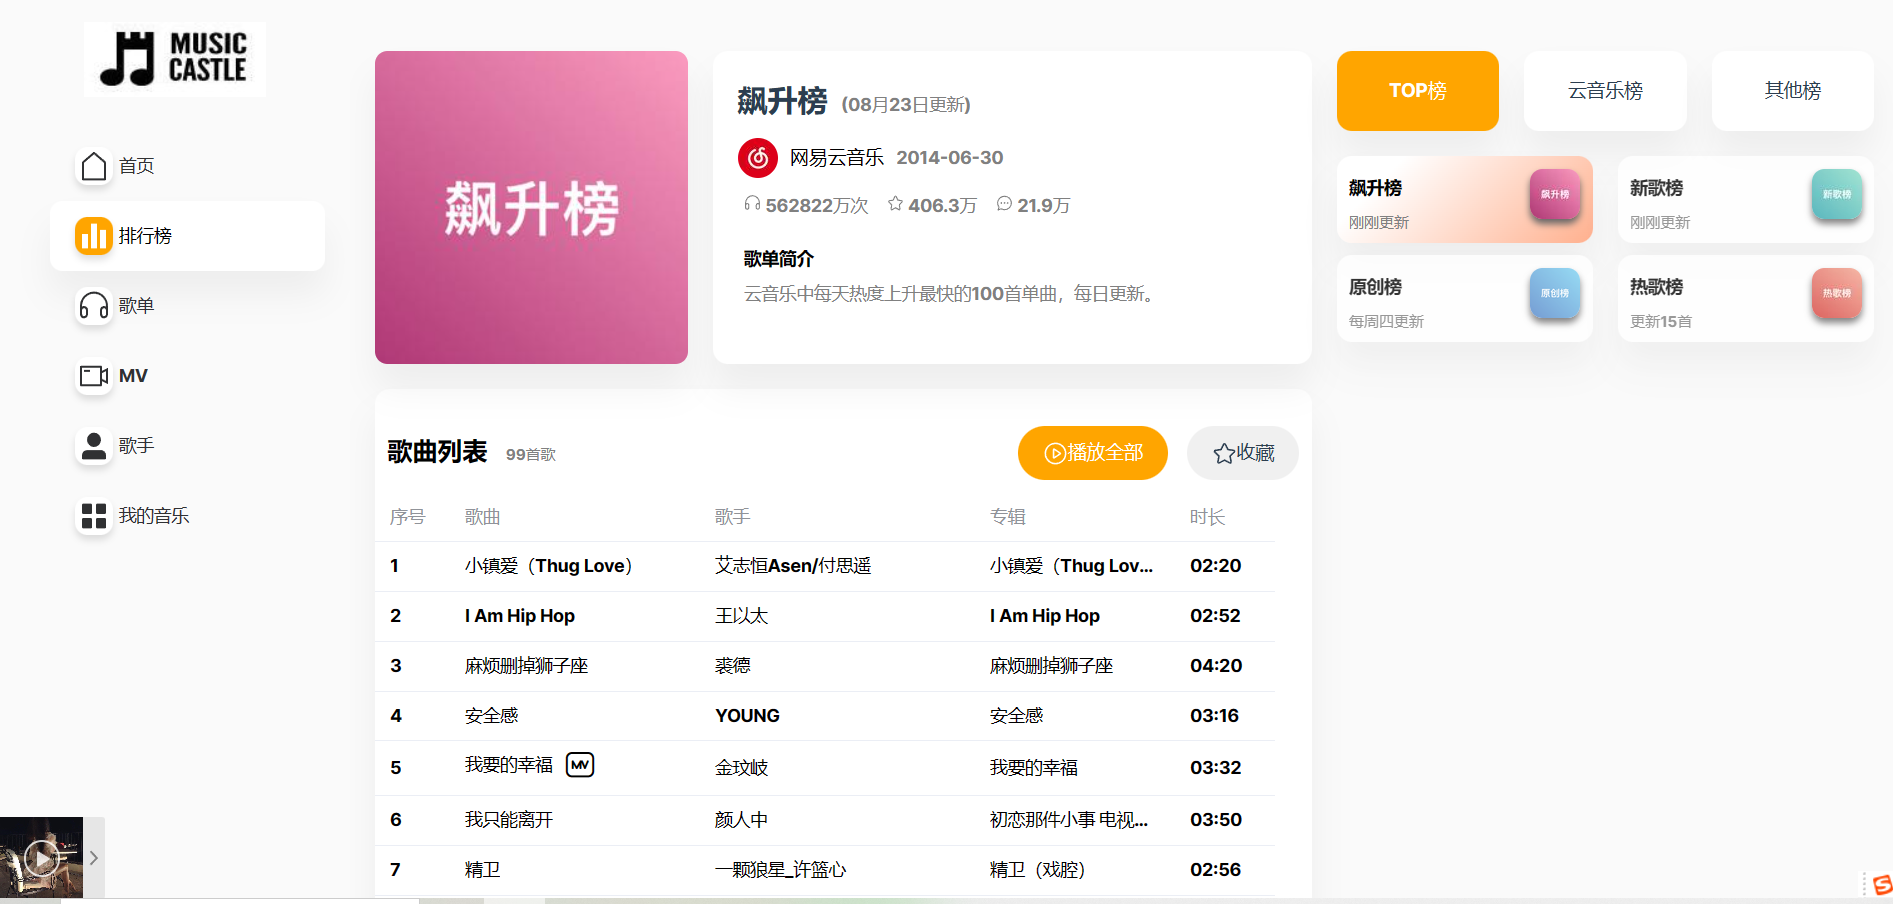 MUSIC
CASTLE
首页
排行榜
歌单
MV
歌手
我的音乐
飙升榜
飙升榜 (08月23日更新)
网易云音乐 2014-06-30
562822万次 406.3万 21.9万
歌单简介
云音乐中每天热度上升最快的100首单曲，每日更新。
TOP榜 云音乐榜 其他榜
飙升榜
刚刚更新
飙升榜
新歌榜
刚刚更新
新歌榜
原创榜
每周四更新
原创榜
热歌榜
更新15首
热歌榜
歌曲列表 99首歌
播放全部 收藏
序号 歌曲 歌手 专辑 时长
1 小镇爱（Thug Love） 艾志恒Asen/付思遥 小镇爱（Thug Lov... 02:20
2 I Am Hip Hop 王以太 I Am Hip Hop 02:52
3 麻烦删掉狮子座 裘德 麻烦删掉狮子座 04:20
4 安全感 YOUNG 安全感 03:16
5 我要的幸福 MV 金玟岐 我要的幸福 03:32
6 我只能离开 颜人中 初恋那件小事 电视... 03:50
7 精卫 一颗狼星_许篮心 精卫（戏腔） 02:56